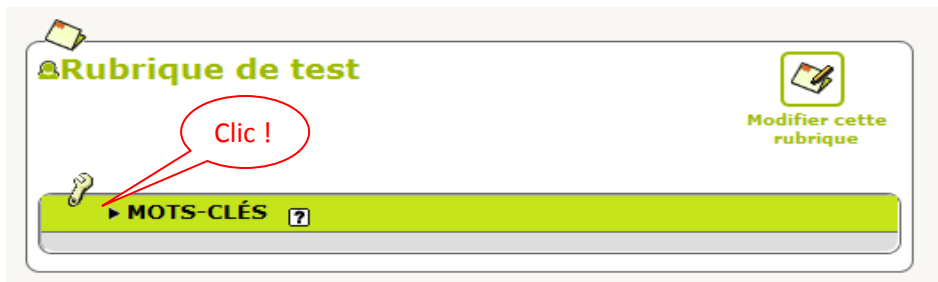 Rubrique de test
Clic !
Modifier cette
rubrique
MOTS-CLÉS ?